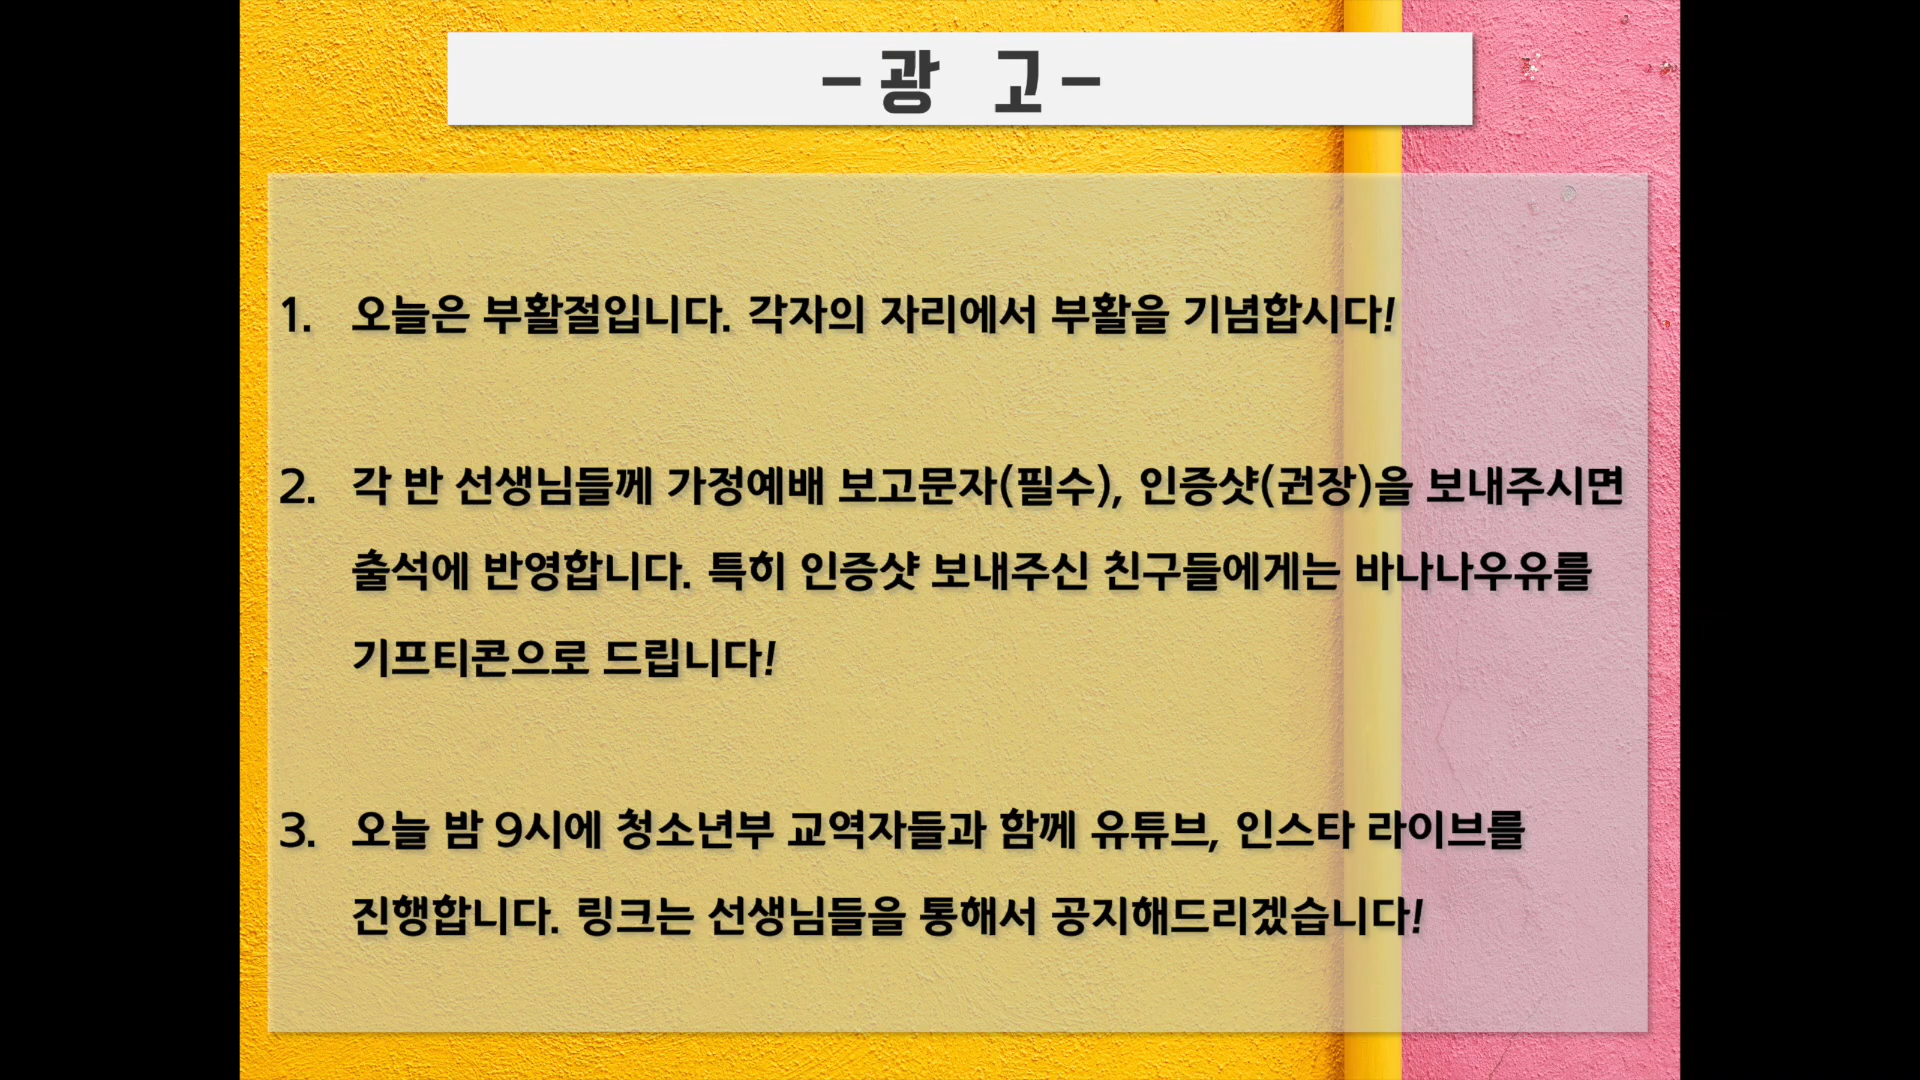 -광 고-
1. 오늘은 부활절입니다. 각자의 자리에서 부활을 기념합시다!
2. 각 반 선생님들께 가정예배 보고문자(필수), 인증샷(권장)을 보내주시면
출석에 반영합니다. 특히 인증샷 보내주신 친구들에게는 바나나우유를
기프티콘으로 드립니다!
3. 오늘 밤 9시에 청소년부 교역자들과 함께 유튜브, 인스타 라이브를
진행합니다. 링크는 선생님들을 통해서 공지해드리겠습니다!